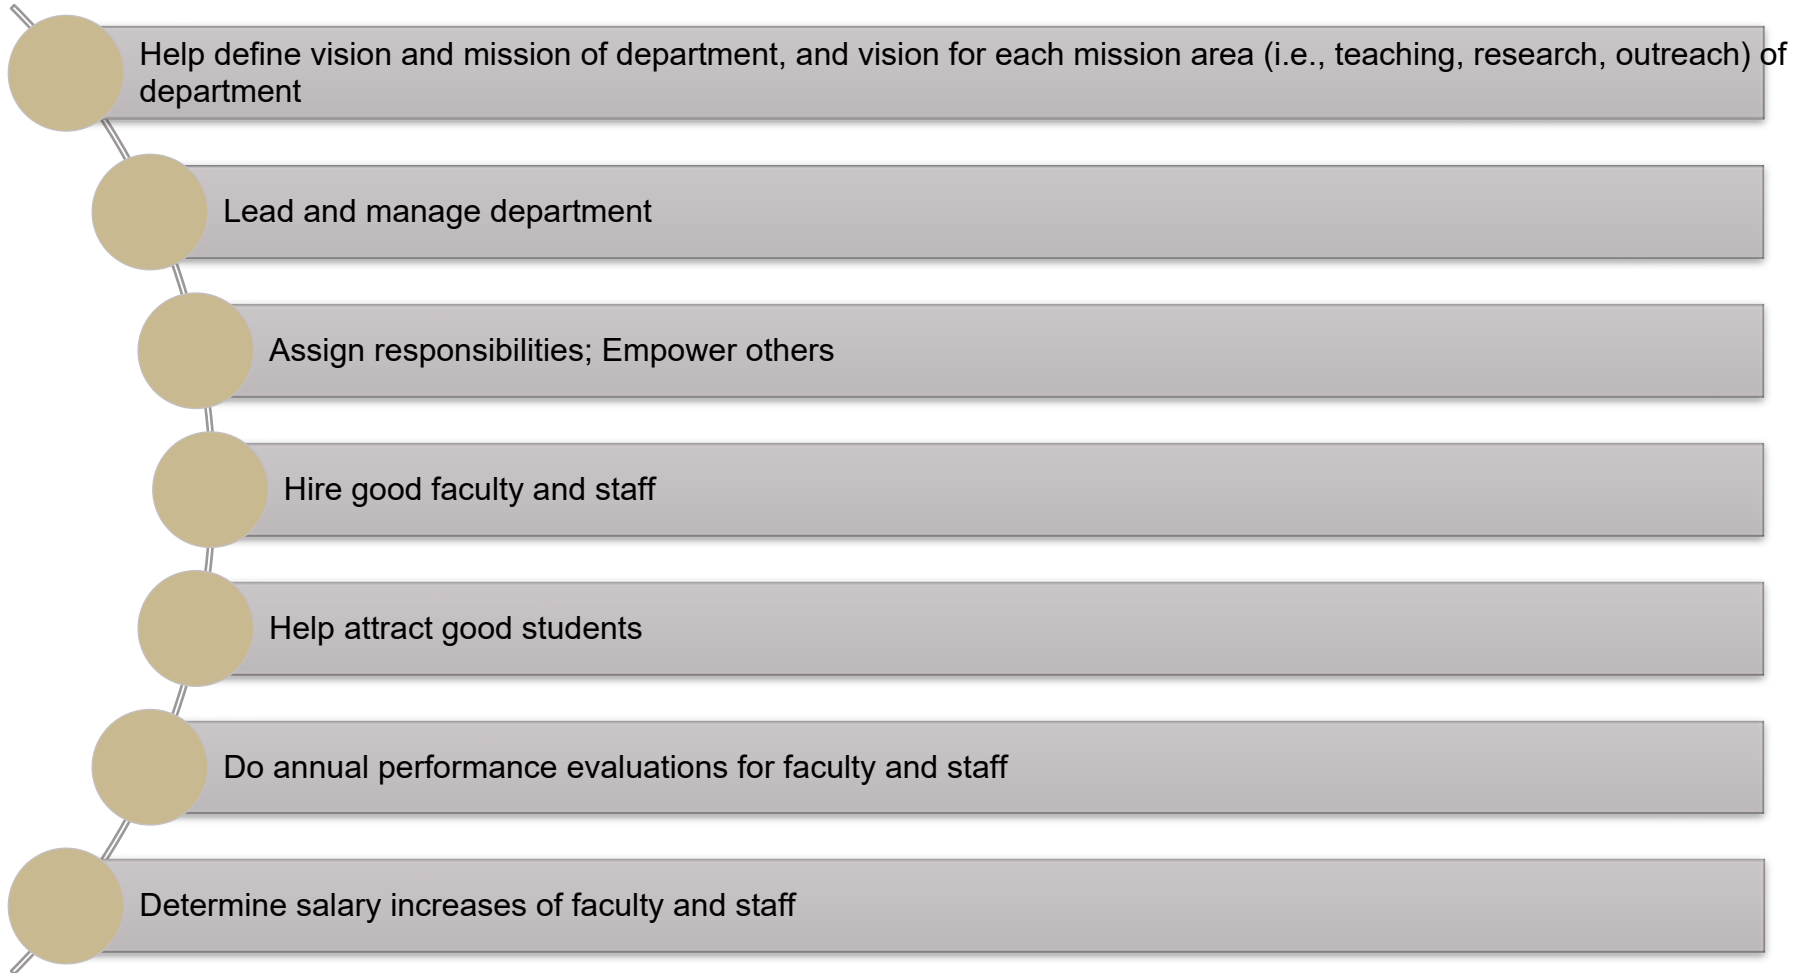 Help define vision and mission of department, and vision for each mission area (i.e., teaching, research, outreach) of
department
Lead and manage department
Assign responsibilities; Empower others
Hire good faculty and staff
Help attract good students
Do annual performance evaluations for faculty and staff
Determine salary increases of faculty and staff